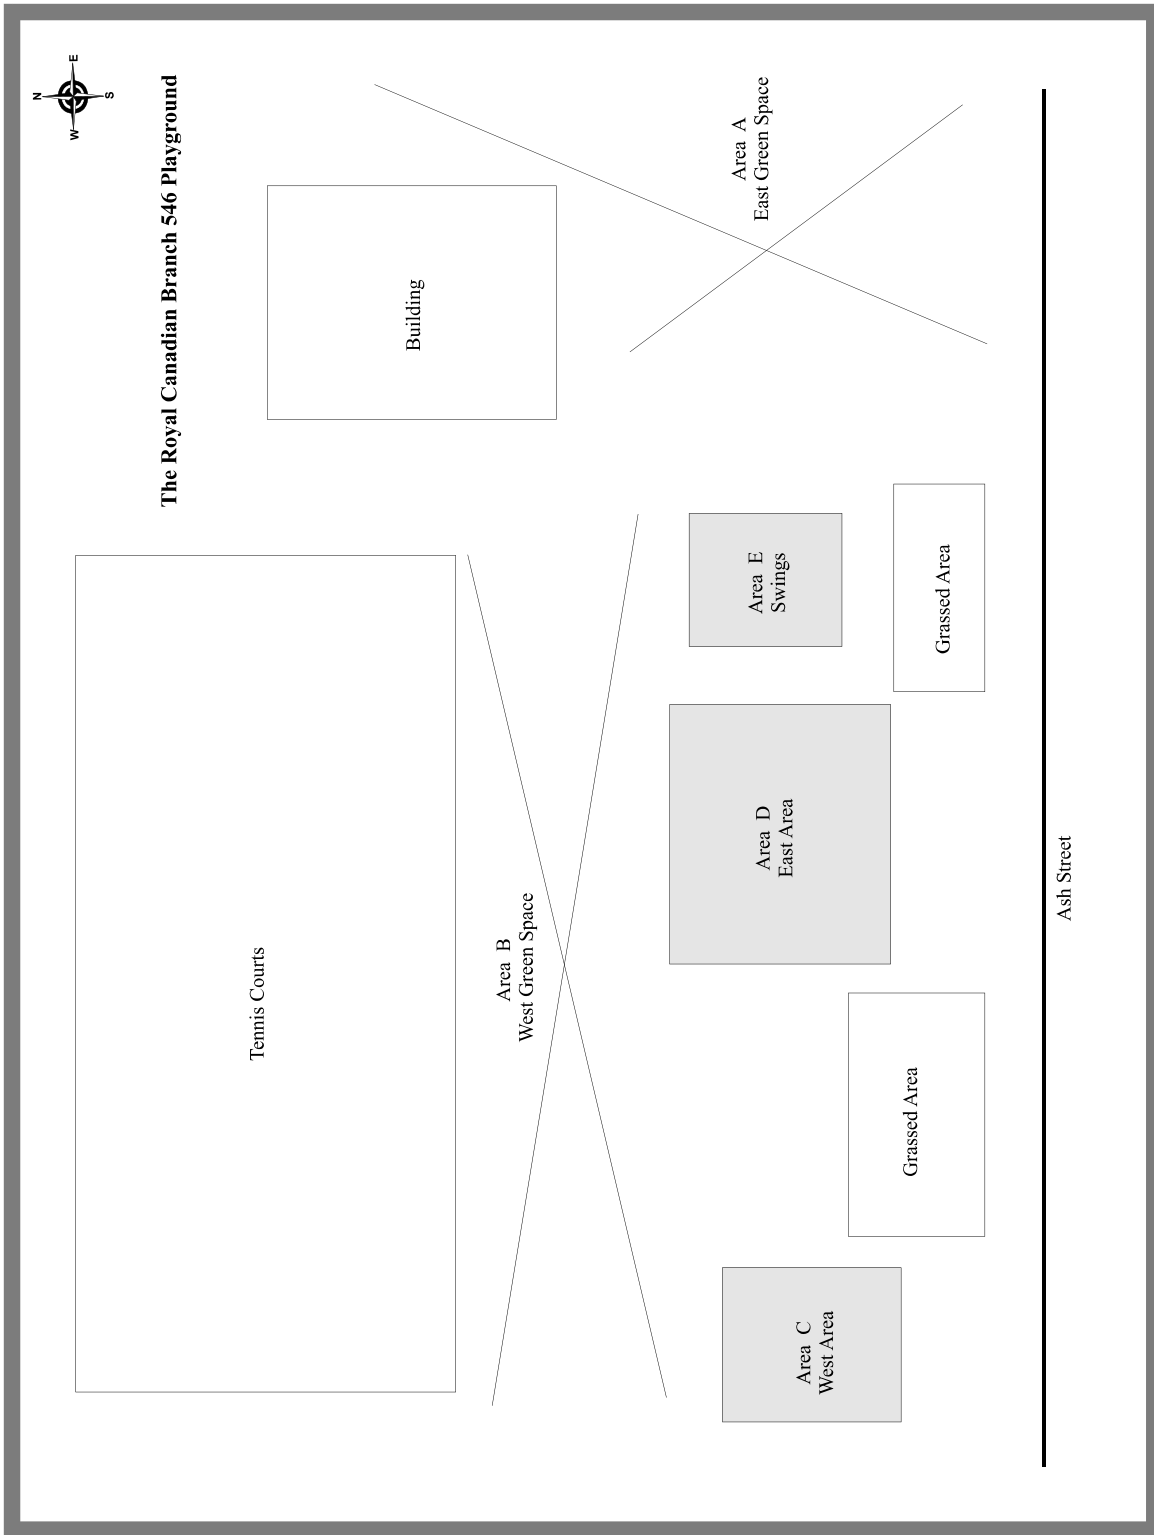 The Royal Canadian Branch 546 Playground
N
E
S
W
Tennis Courts
Building
Area B
West Green Space
Area A
East Green Space
Area C
West Area
Area D
East Area
Area E
Swings
Grassed Area
Grassed Area
Ash Street